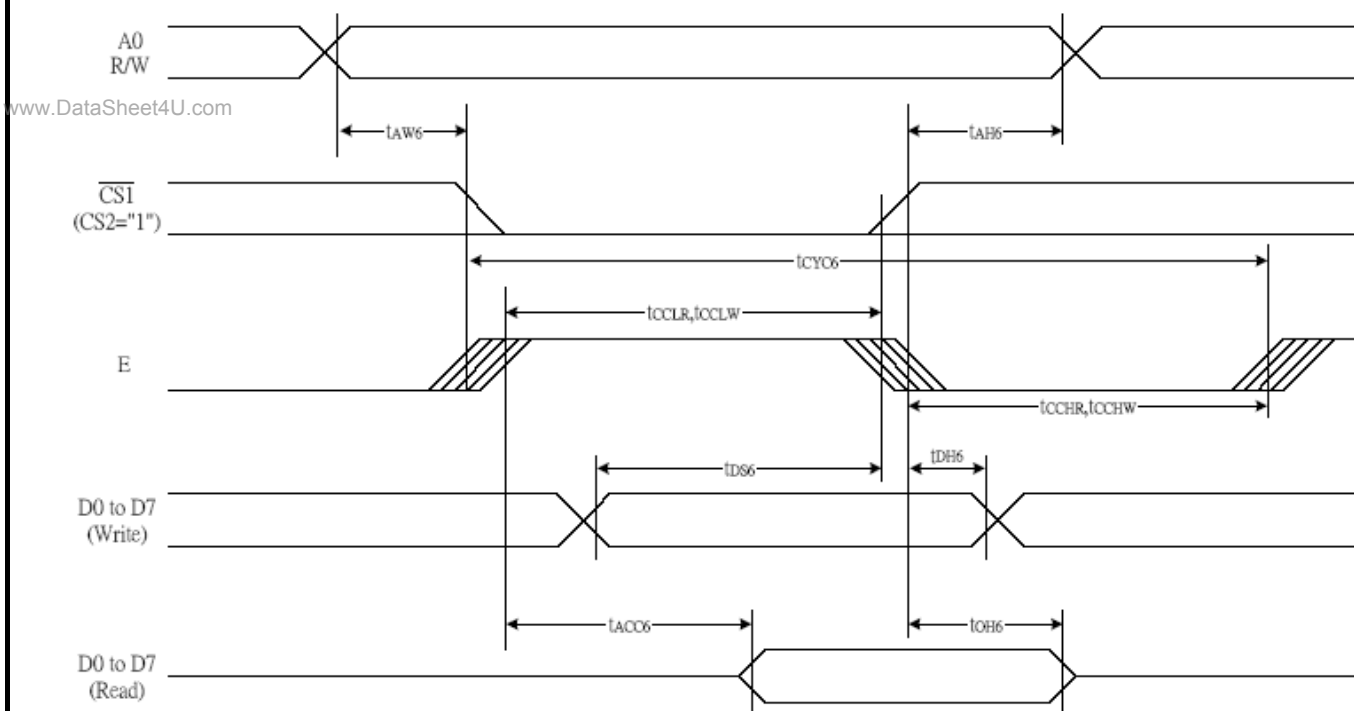 A0
R/W
www.DataSheet4U.com
tAW6
tAH6
CS1
(CS2="1")
tCYC6
tCCLR,tCCLW
E
tCCHR,tCCHW
tDS6
tDH6
D0 to D7
(Write)
tACC6
tOH6
D0 to D7
(Read)